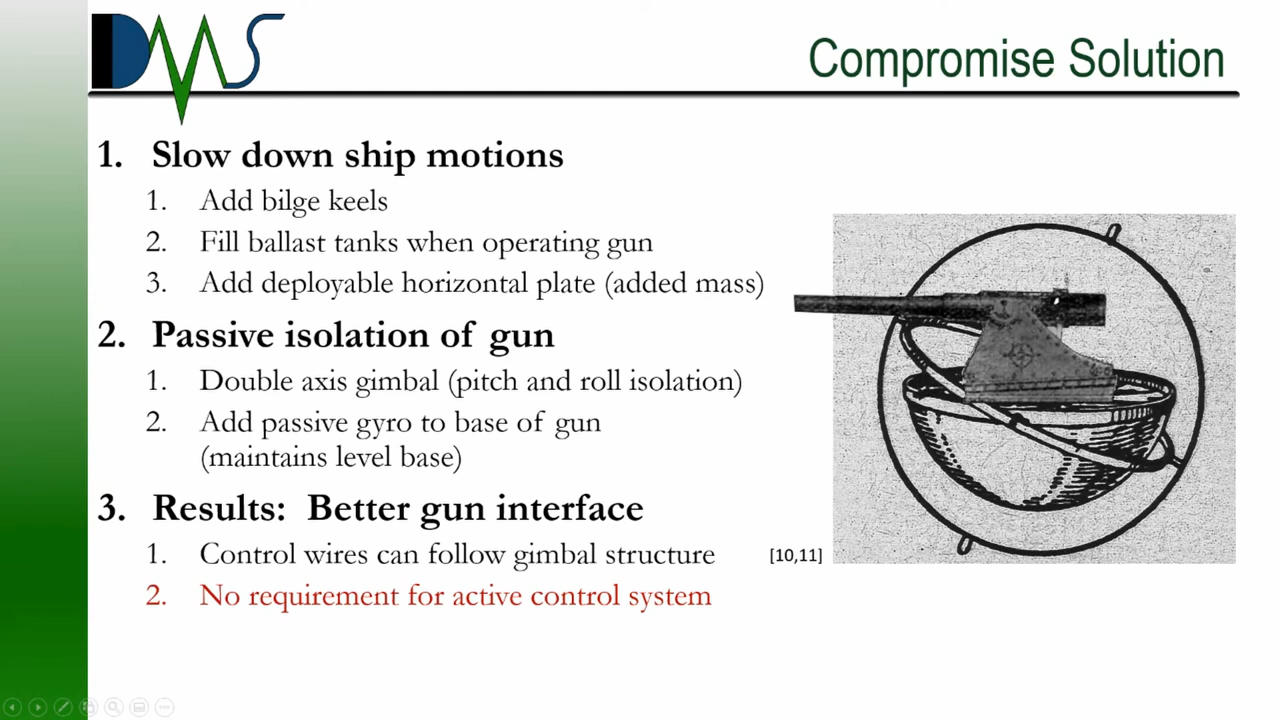 DMS
Compromise Solution
1. Slow down ship motions
1. Add bilge keels
2. Fill ballast tanks when operating gun
3. Add deployable horizontal plate (added mass)
2. Passive isolation of gun
1. Double axis gimbal (pitch and roll isolation)
2. Add passive gyro to base of gun
(maintains level base)
3. Results: Better gun interface
1. Control wires can follow gimbal structure
[10,11]
2. No requirement for active control system